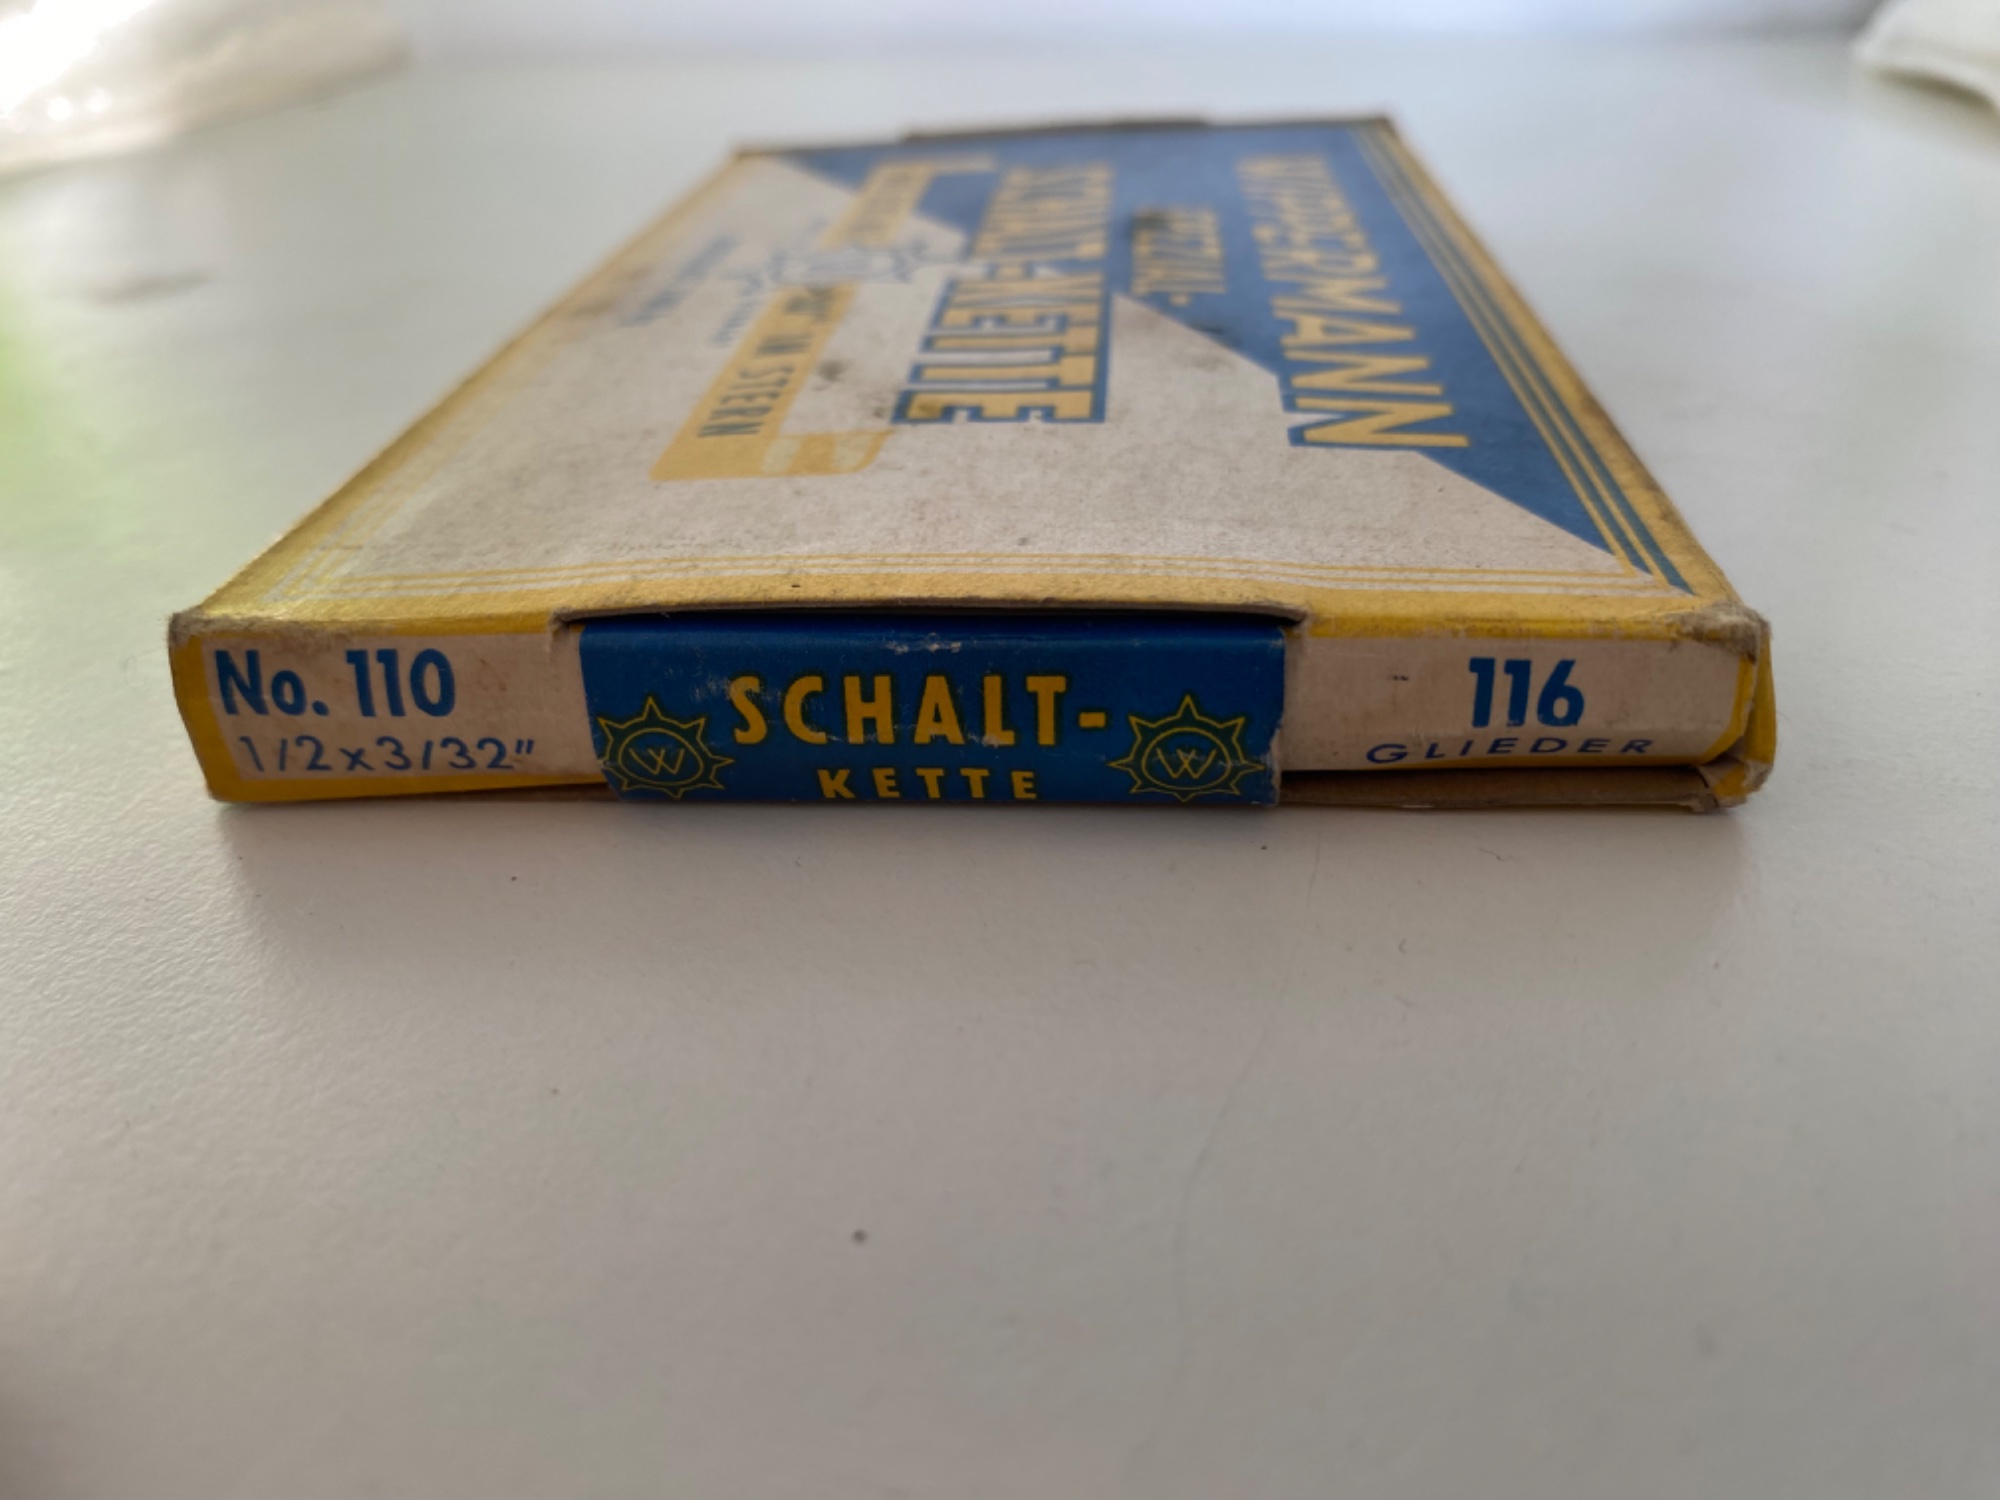 WIPPERMANN
SPEZIAL-
SCHALT-KETTE
IM STERN
No. 110
1/2x3/32"
W
SCHALT-
KETTE
W
116
GLIEDER